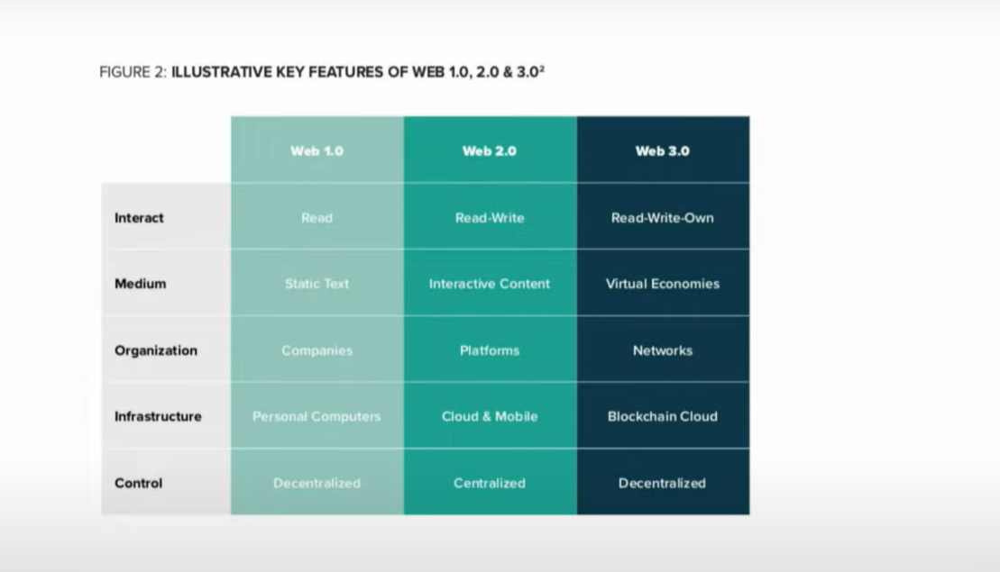 FIGURE 2: ILLUSTRATIVE KEY FEATURES OF WEB 1.0, 2.0 & 3.0²
Web 1.0 Web 2.0 Web 3.0
Interact Read Read-Write Read-Write-Own
Medium Static Text Interactive Content Virtual Economies
Organization Companies Platforms Networks
Infrastructure Personal Computers Cloud & Mobile Blockchain Cloud
Control Decentralized Centralized Decentralized